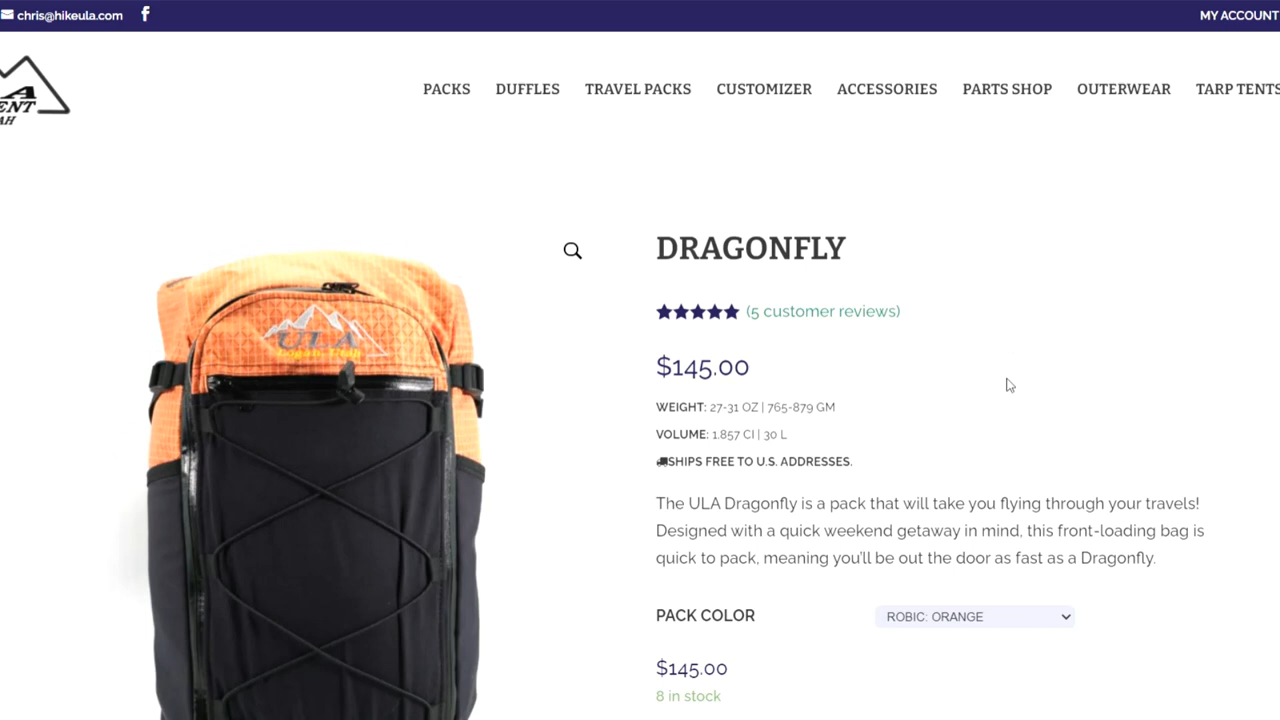 chris@hikeula.com
MY ACCOUNT
PACKS DUFFLES TRAVEL PACKS CUSTOMIZER ACCESSORIES PARTS SHOP OUTERWEAR TARP TENTS
ULA
Logan, Utah
DRAGONFLY
(5 customer reviews)
$145.00
WEIGHT: 27-31 OZ | 765-879 GM
VOLUME: 1,857 CI | 30 L
SHIPS FREE TO U.S. ADDRESSES.
The ULA Dragonfly is a pack that will take you flying through your travels!
Designed with a quick weekend getaway in mind, this front-loading bag is
quick to pack, meaning you'll be out the door as fast as a Dragonfly.
PACK COLOR
ROBIC: ORANGE
$145.00
8 in stock